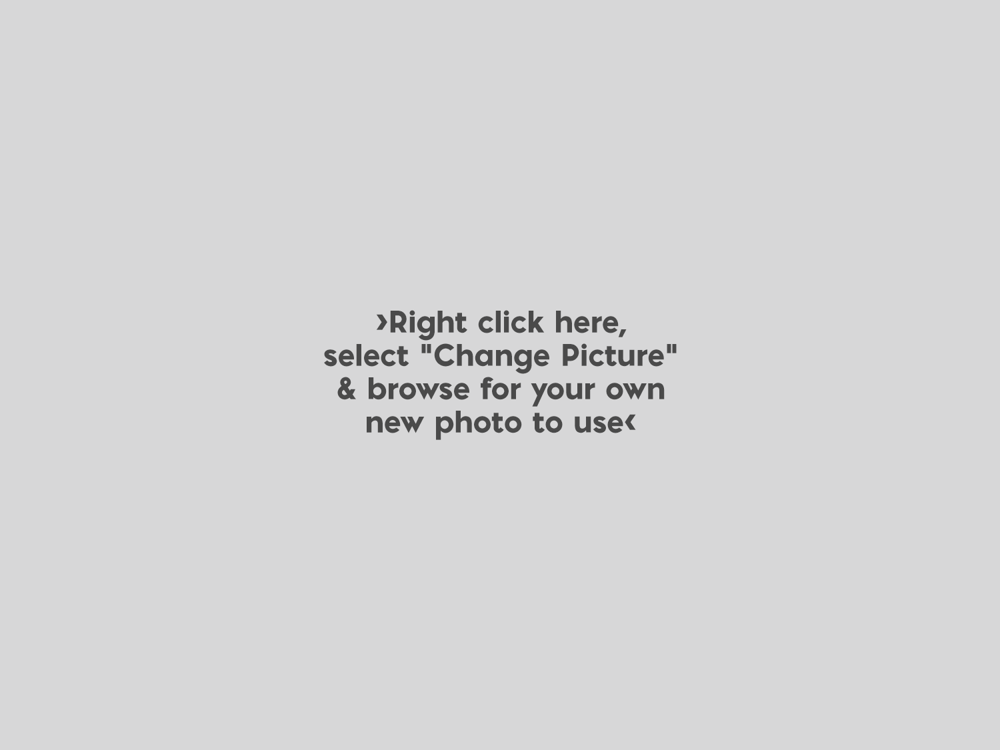 ›Right click here,
select "Change Picture"
& browse for your own
new photo to use‹